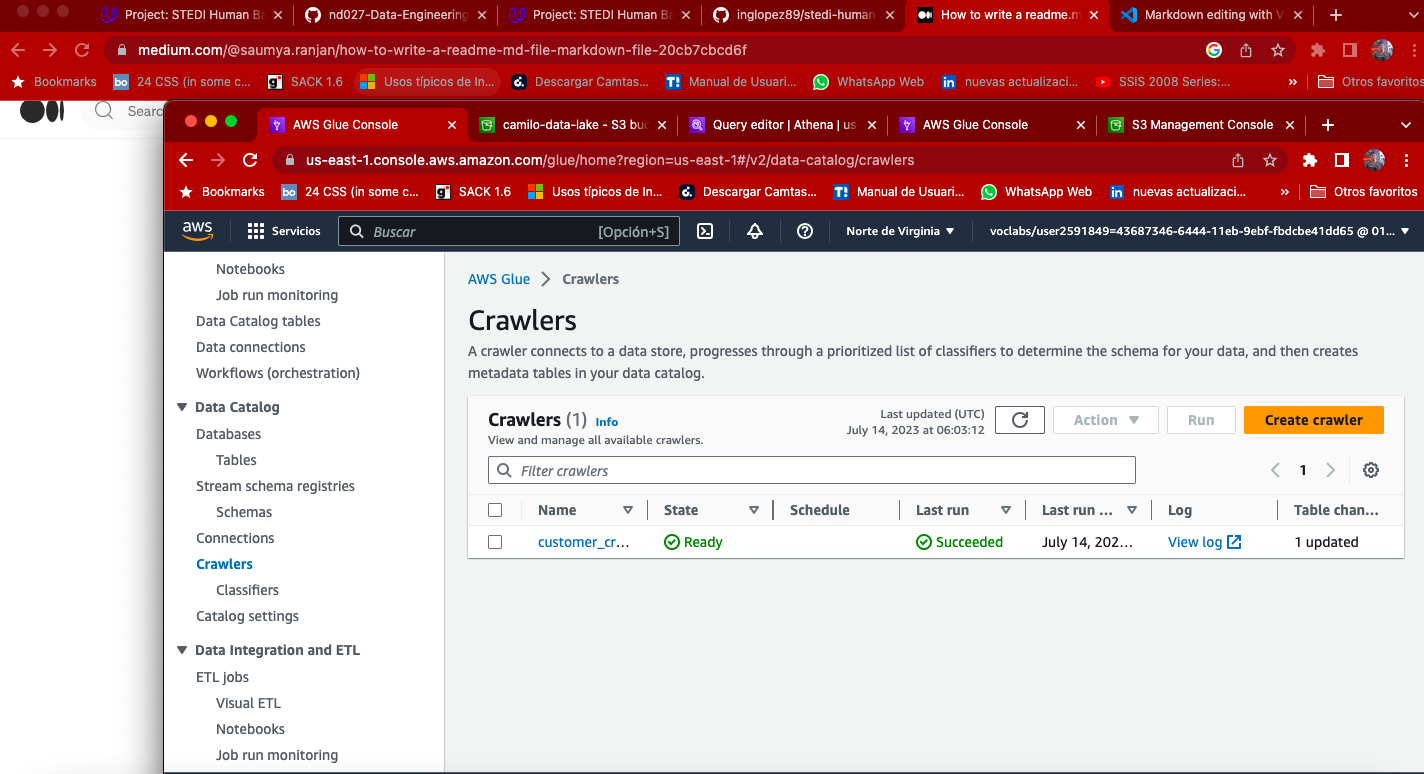 Project: STEDI Human Ba
nd027-Data-Engineering
Project: STEDI Human Ba
inglopez89/stedi-human
How to write a readme.m
Markdown editing with V
medium.com/@saumya.ranjan/how-to-write-a-readme-md-file-markdown-file-20cb7cbcd6f
Bookmarks
24 CSS (in some c...
SACK 1.6
Usos típicos de In...
Descargar Camtas...
Manual de Usuari...
WhatsApp Web
nuevas actualizaci...
SSIS 2008 Series:...
»
Otros favoritos
Searc
AWS Glue Console
camilo-data-lake - S3 buc
Query editor | Athena | us
AWS Glue Console
S3 Management Console
us-east-1.console.aws.amazon.com/glue/home?region=us-east-1#/v2/data-catalog/crawlers
Bookmarks
24 CSS (in some c...
SACK 1.6
Usos típicos de In...
Descargar Camtas...
Manual de Usuari...
WhatsApp Web
nuevas actualizaci...
»
Otros favoritos
aws
Servicios
Buscar
[Opción+S]
Norte de Virginia
voclabs/user2591849=43687346-6444-11eb-9ebf-fbdcbe41dd65 @ 01...
Notebooks
Job run monitoring
Data Catalog tables
Data connections
Workflows (orchestration)
Data Catalog
Databases
Tables
Stream schema registries
Schemas
Connections
Crawlers
Classifiers
Catalog settings
Data Integration and ETL
ETL jobs
Visual ETL
Notebooks
Job run monitoring
AWS Glue
Crawlers
Crawlers
A crawler connects to a data store, progresses through a prioritized list of classifiers to determine the schema for your data, and then creates
metadata tables in your data catalog.
Crawlers (1) Info
View and manage all available crawlers.
Last updated (UTC)
July 14, 2023 at 06:03:12
Action
Run
Create crawler
Filter crawlers
1
Name
State
Schedule
Last run
Last run ...
Log
Table chan...
customer_cr...
Ready
Succeeded
July 14, 202...
View log
1 updated